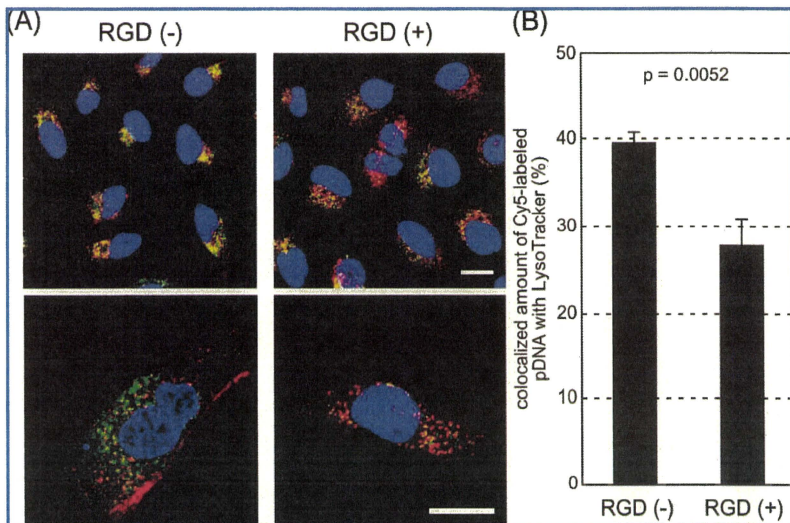 (A)
RGD (-)
RGD (+)
(B)
50
40
30
20
10
0
p = 0.0052
colocalized amount of Cy5-labeled
pDNA with LysoTracker (%)
RGD (-)
RGD (+)